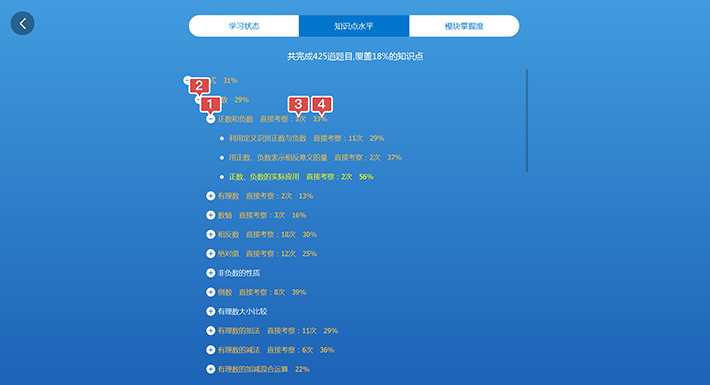 学习状态 知识点水平 模块掌握度
共完成425道题目,覆盖18%的知识点
式 31%
2
数 29%
1 3 4
正数和负数 直接考察：3次 33%
利用定义识别正数与负数 直接考察：11次 29%
用正数、负数表示相反意义的量 直接考察：2次 37%
正数、负数的实际应用 直接考察：2次 56%
有理数 直接考察：2次 13%
数轴 直接考察：3次 16%
相反数 直接考察：18次 30%
绝对值 直接考察：12次 25%
非负数的性质
倒数 直接考察：8次 39%
有理数大小比较
有理数的加法 直接考察：11次 29%
有理数的减法 直接考察：6次 36%
有理数的加减混合运算 22%